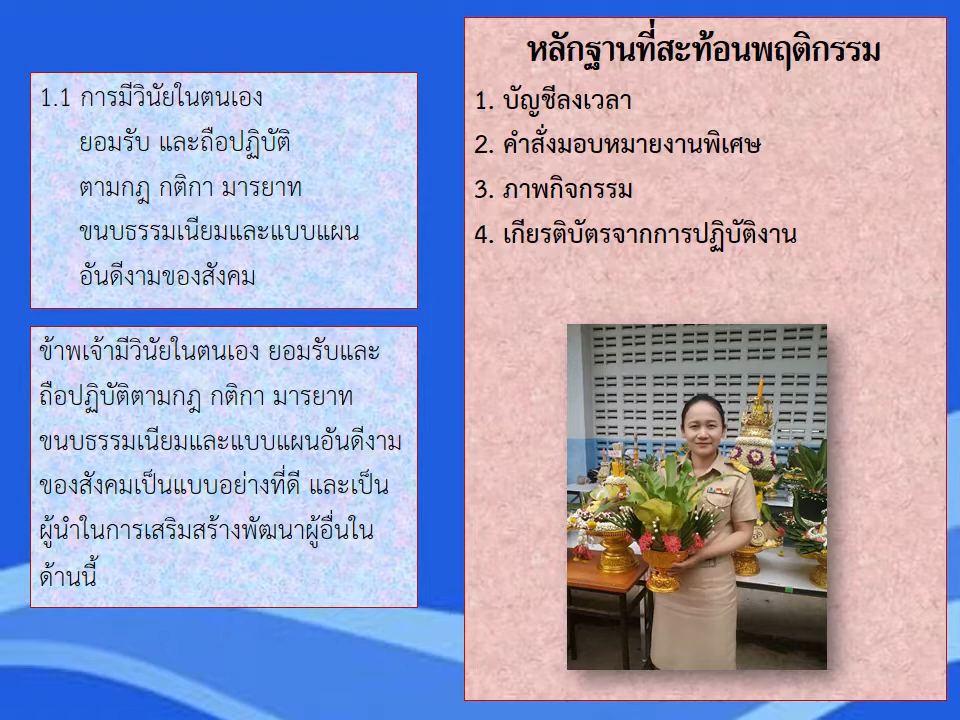 1.1 การมีวินัยในตนเอง
ยอมรับ และถือปฏิบัติ
ตามกฎ กติกา มารยาท
ขนบธรรมเนียมและแบบแผน
อันดีงามของสังคม
ข้าพเจ้ามีวินัยในตนเอง ยอมรับและ
ถือปฏิบัติตามกฎ กติกา มารยาท
ขนบธรรมเนียมและแบบแผนอันดีงาม
ของสังคมเป็นแบบอย่างที่ดี และเป็น
ผู้นำในการเสริมสร้างพัฒนาผู้อื่นใน
ด้านนี้
หลักฐานที่สะท้อนพฤติกรรม
1. บัญชีลงเวลา
2. คำสั่งมอบหมายงานพิเศษ
3. ภาพกิจกรรม
4. เกียรติบัตรจากการปฏิบัติงาน